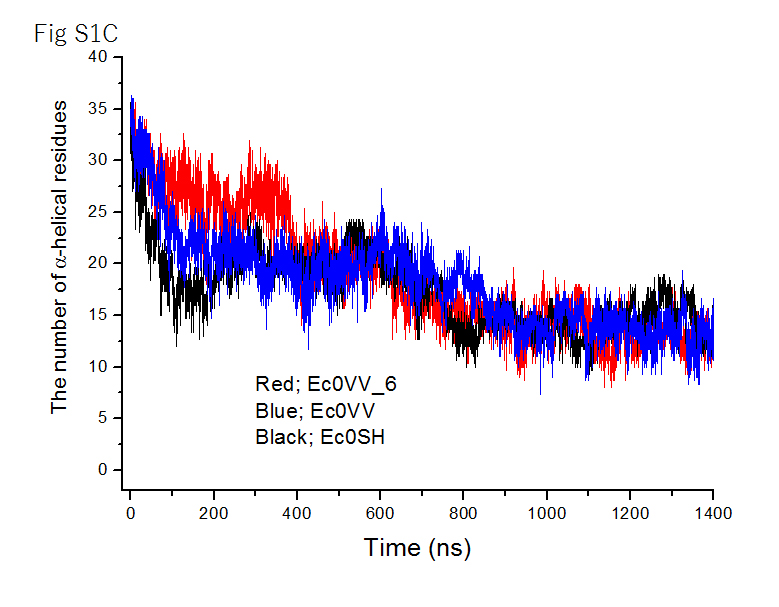 Fig S1C
40
35
30
25
20
15
10
5
0
The number of α-helical residues
Red; Ec0VV_6
Blue; Ec0VV
Black; Ec0SH
0 200 400 600 800 1000 1200 1400
Time (ns)